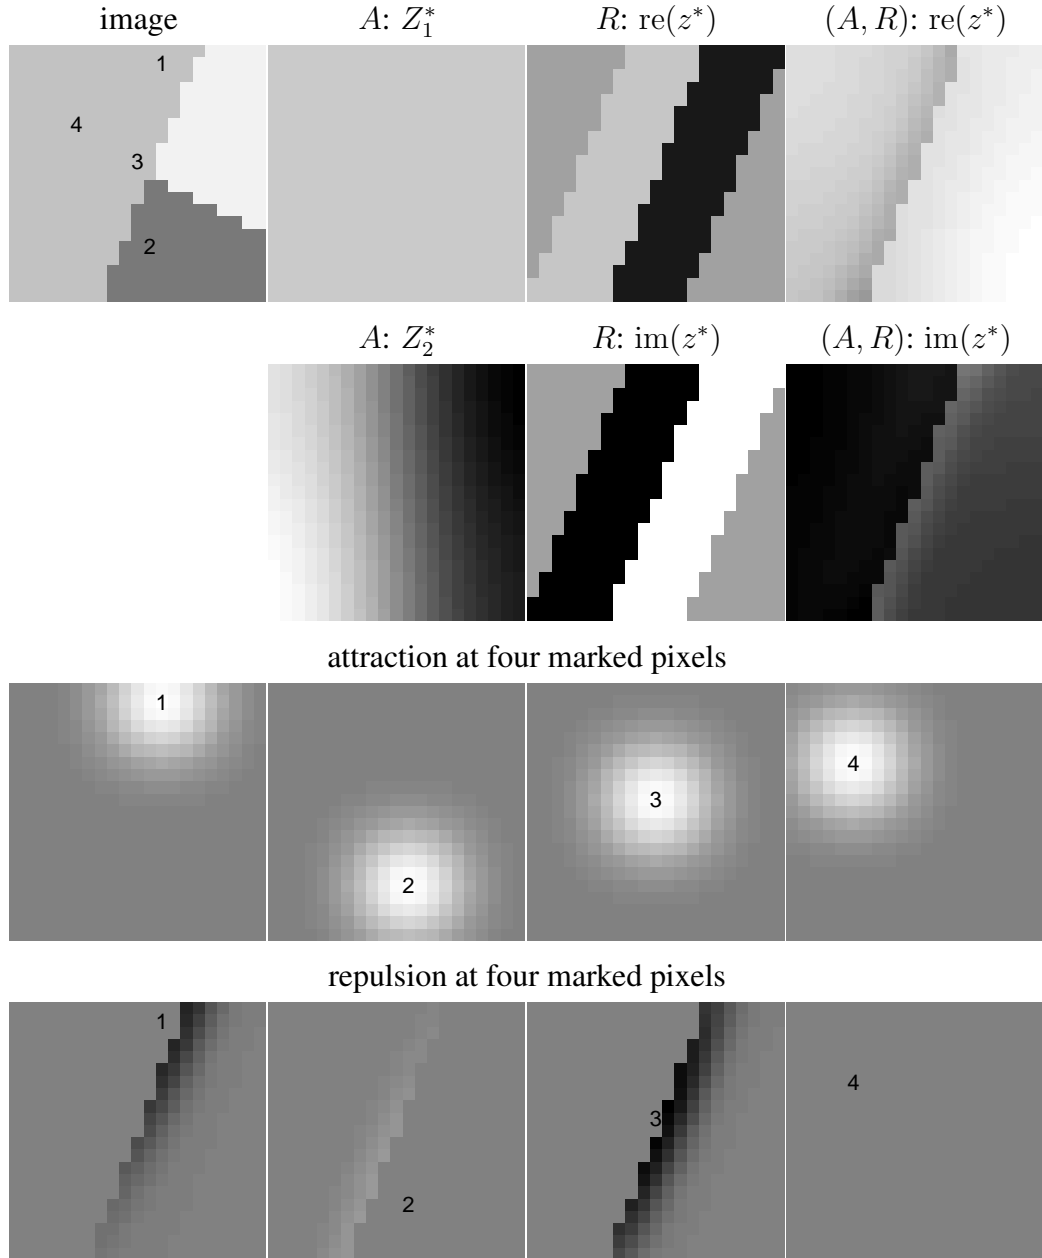 image A: Z₁* R: re(z*) (A, R): re(z*)
1
4
3
2
A: Z₂* R: im(z*) (A, R): im(z*)
attraction at four marked pixels
1 2 3 4
repulsion at four marked pixels
1 2 3 4